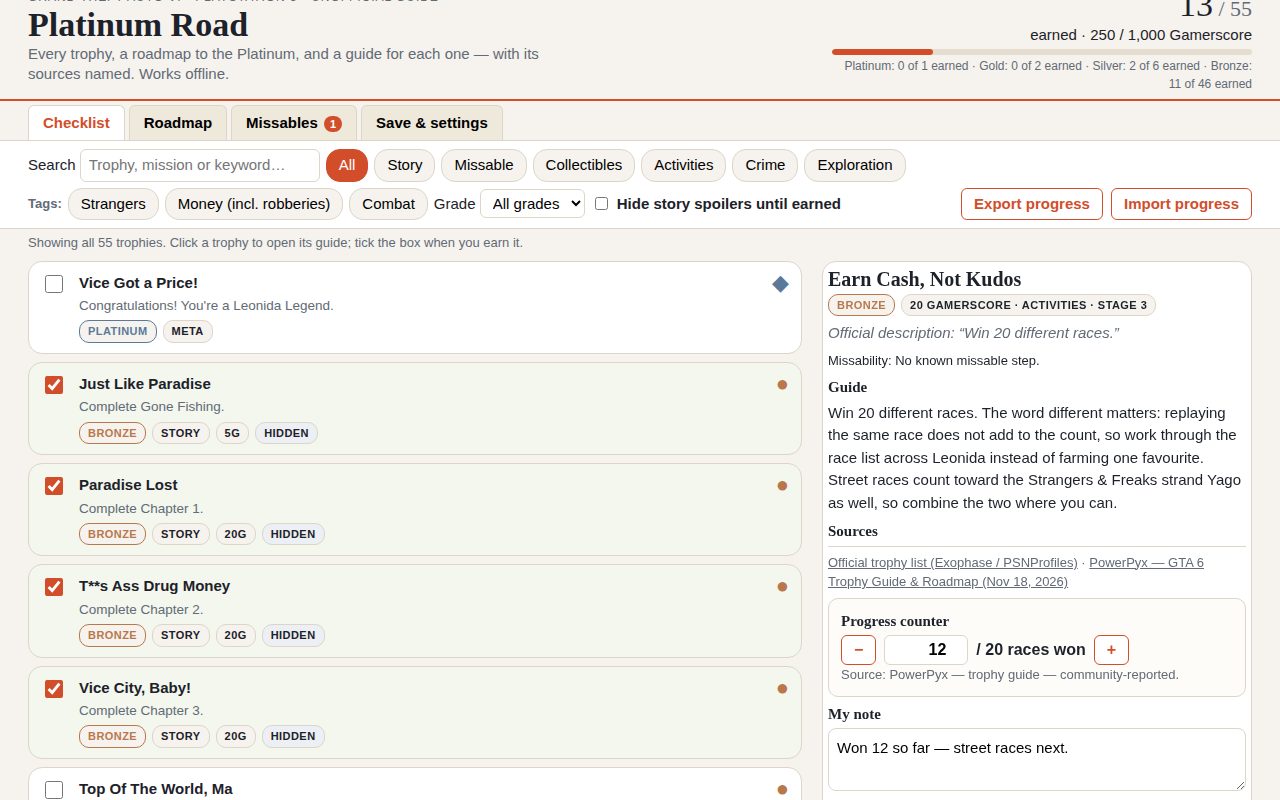 13 / 55
Platinum Road
Every trophy, a roadmap to the Platinum, and a guide for each one — with its
sources named. Works offline.
earned · 250 / 1,000 Gamerscore
Platinum: 0 of 1 earned · Gold: 0 of 2 earned · Silver: 2 of 6 earned · Bronze:
11 of 46 earned
Checklist Roadmap Missables 1 Save & settings
Search Trophy, mission or keyword… All Story Missable Collectibles Activities Crime Exploration
Tags: Strangers Money (incl. robberies) Combat Grade All grades Hide story spoilers until earned Export progress Import progress
Showing all 55 trophies. Click a trophy to open its guide; tick the box when you earn it.
Vice Got a Price!
Congratulations! You're a Leonida Legend.
PLATINUM META
Just Like Paradise
Complete Gone Fishing.
BRONZE STORY 5G HIDDEN
Paradise Lost
Complete Chapter 1.
BRONZE STORY 20G HIDDEN
T**s Ass Drug Money
Complete Chapter 2.
BRONZE STORY 20G HIDDEN
Vice City, Baby!
Complete Chapter 3.
BRONZE STORY 20G HIDDEN
Top Of The World, Ma
Earn Cash, Not Kudos
BRONZE 20 GAMERSCORE · ACTIVITIES · STAGE 3
Official description: “Win 20 different races.”
Missability: No known missable step.
Guide
Win 20 different races. The word different matters: replaying
the same race does not add to the count, so work through the
race list across Leonida instead of farming one favourite.
Street races count toward the Strangers & Freaks strand Yago
as well, so combine the two where you can.
Sources
Official trophy list (Exophase / PSNProfiles) · PowerPyx — GTA 6
Trophy Guide & Roadmap (Nov 18, 2026)
Progress counter
− 12 / 20 races won +
Source: PowerPyx — trophy guide — community-reported.
My note
Won 12 so far — street races next.